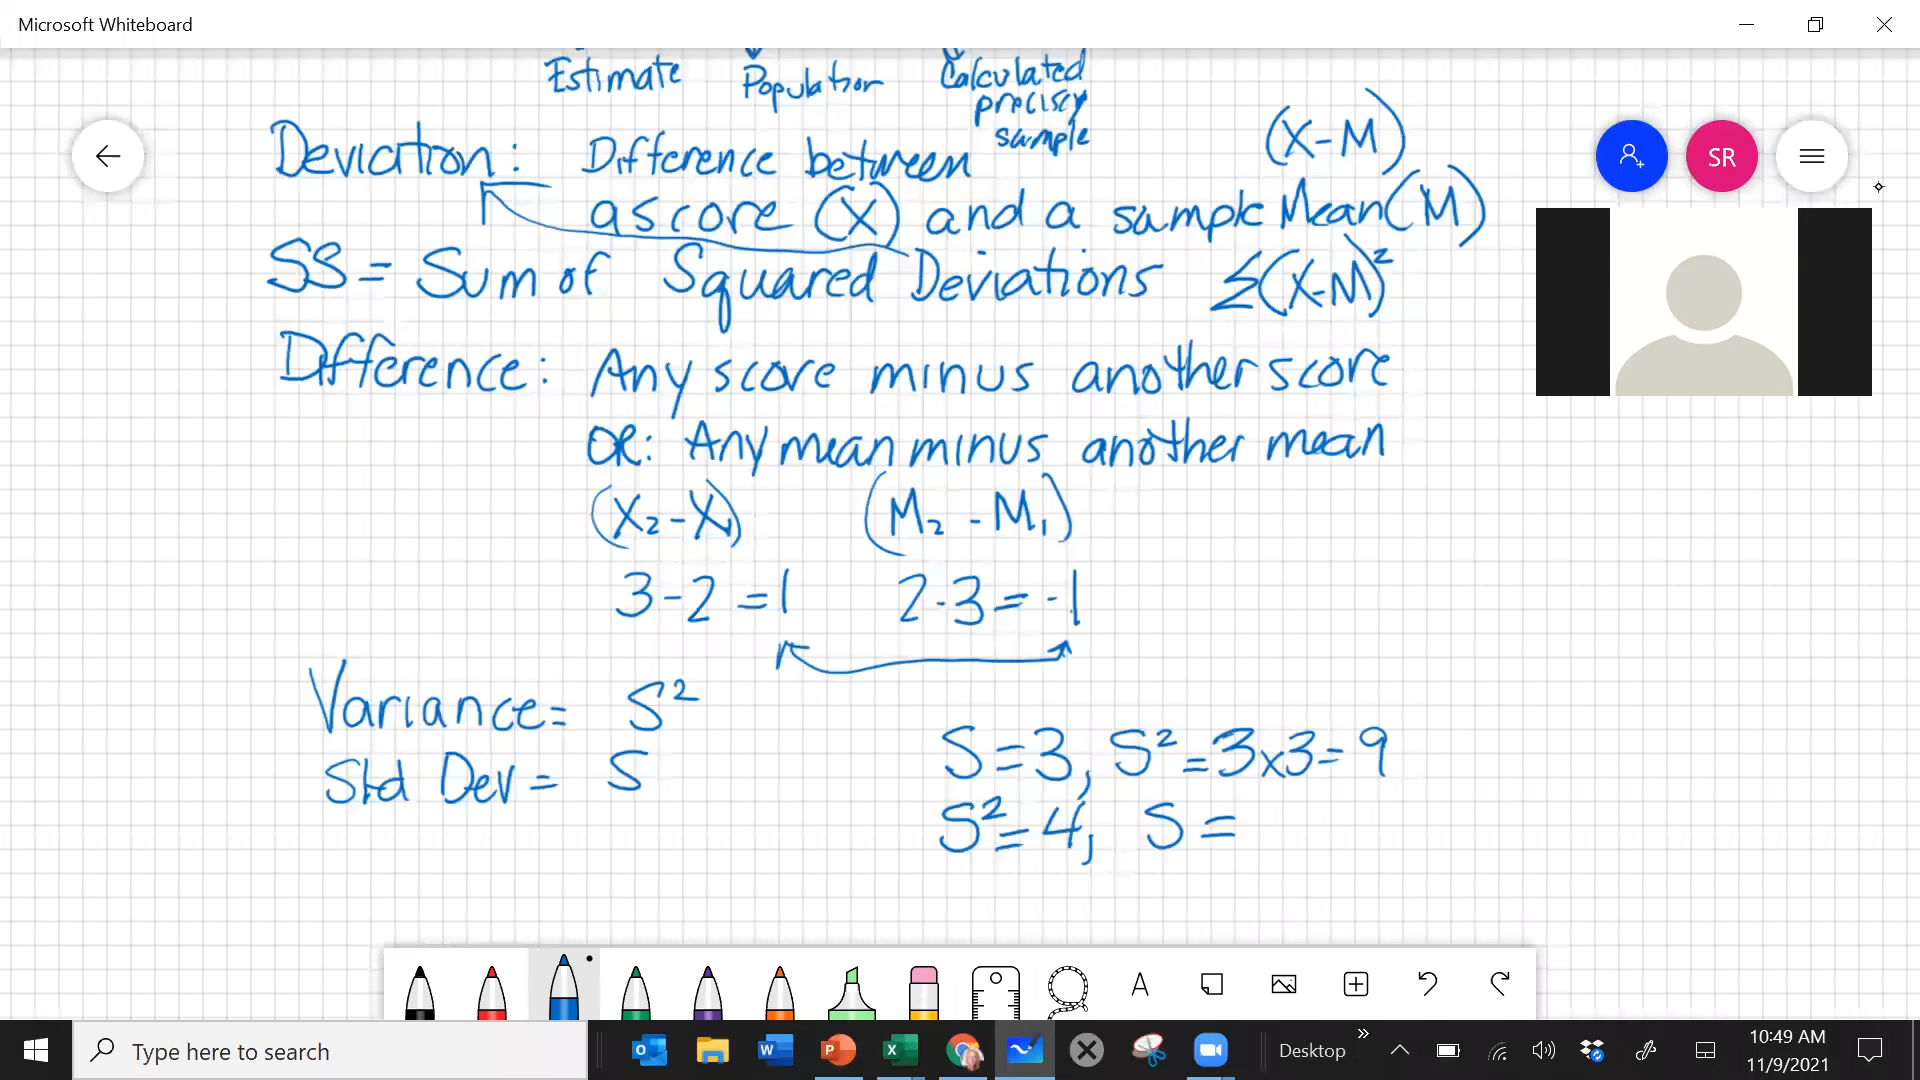 Microsoft Whiteboard
Estimate Population Calculated
preciscy
sample
(X-M)
Deviation: Difference between
a score (X) and a sample Mean (M)
SS = Sum of Squared Deviations Σ(X-M)²
Difference: Any score minus another score
OR: Any mean minus another mean
(X₂-X₁) (M₂-M₁)
3-2=1 2-3=-1
Variance= S²
Std Dev= S
S=3, S²=3x3=9
S²=4, S=
SR
A
Type here to search
Desktop
10:49 AM
11/9/2021